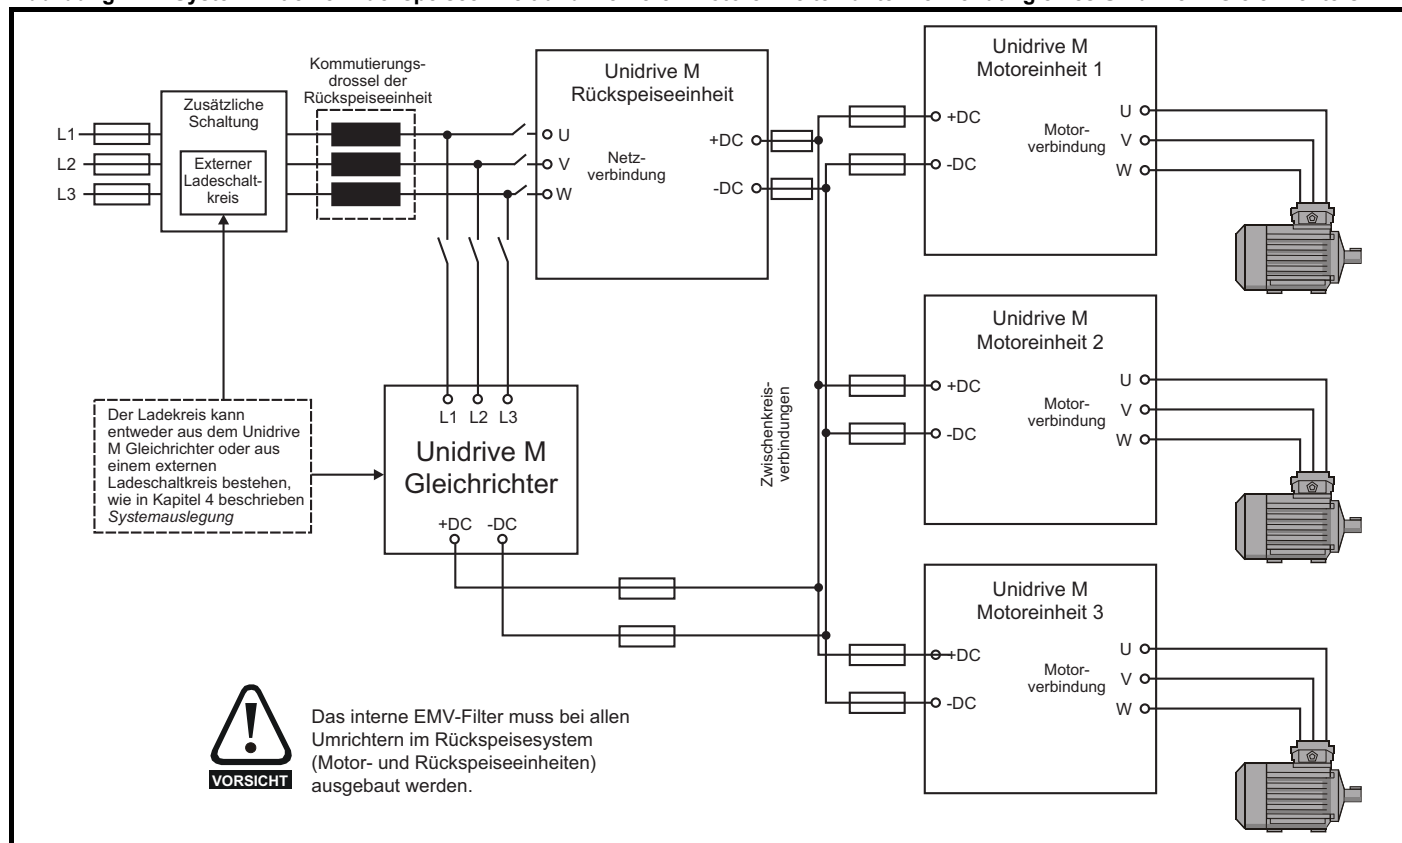 Kommutierungs-
drossel der
Rückspeiseeinheit
Zusätzliche
Schaltung
Externer
Ladeschalt-
kreis
L1
L2
L3
Unidrive M
Rückspeiseeinheit
U
V
W
Netz-
verbindung
+DC
-DC
Unidrive M
Motoreinheit 1
+DC
-DC
Motor-
verbindung
U
V
W
Unidrive M
Motoreinheit 2
+DC
-DC
Motor-
verbindung
U
V
W
Zwischenkreis-
verbindungen
Der Ladekreis kann
entweder aus dem Unidrive
M Gleichrichter oder aus
einem externen
Ladeschaltkreis bestehen,
wie in Kapitel 4 beschrieben
Systemauslegung
L1 L2 L3
Unidrive M
Gleichrichter
+DC -DC
Unidrive M
Motoreinheit 3
+DC
-DC
Motor-
verbindung
U
V
W
VORSICHT
Das interne EMV-Filter muss bei allen
Umrichtern im Rückspeisesystem
(Motor- und Rückspeiseeinheiten)
ausgebaut werden.